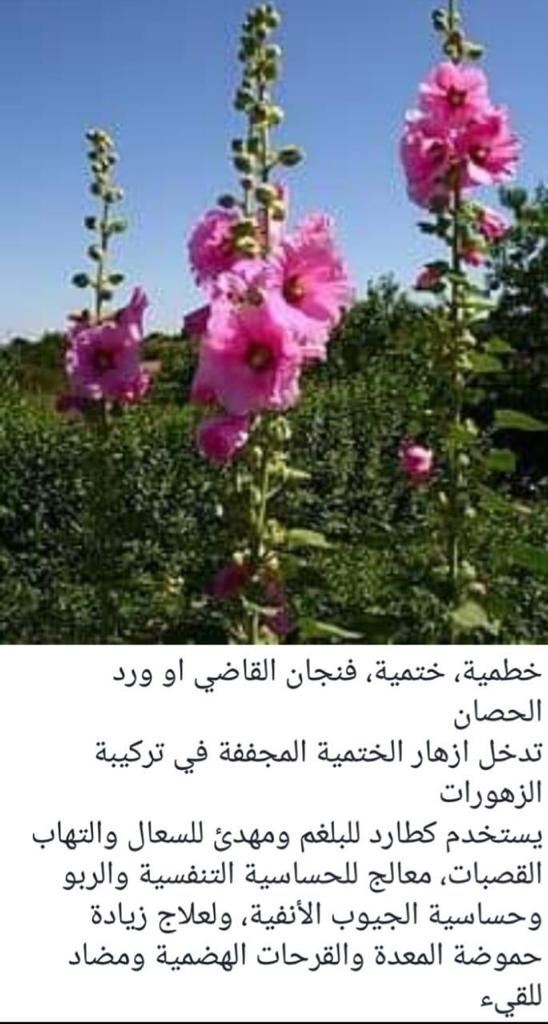 خطمية، ختمية، فنجان القاضي او ورد
الحصان
تدخل ازهار الختمية المجففة في تركيبة
الزهورات
يستخدم كطارد للبلغم ومهدئ للسعال والتهاب
القصبات، معالج للحساسية التنفسية والربو
وحساسية الجيوب الأنفية، ولعلاج زيادة
حموضة المعدة والقرحات الهضمية ومضاد
للقيء